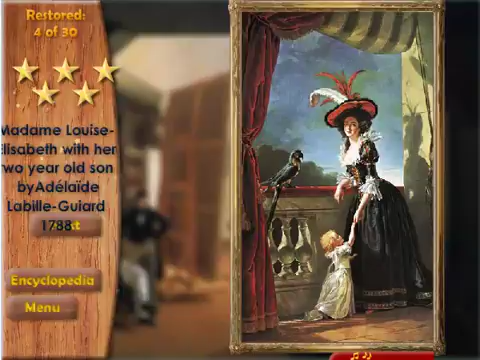 Restored:
4 of 30
Madame Louise-
Elisabeth with her
two year old son
byAdélaïde
Labille-Guiard
1788
Encyclopedia
Menu